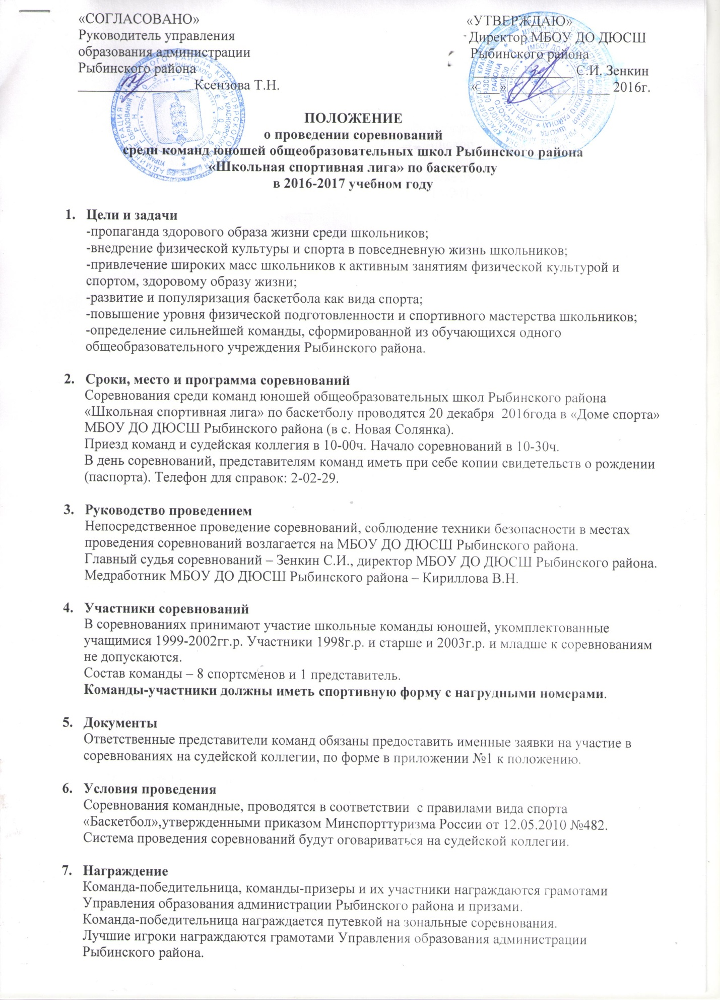 «СОГЛАСОВАНО»
Руководитель управления
образования администрации
Рыбинского района
________________ Ксензова Т.Н.
«УТВЕРЖДАЮ»
Директор МБОУ ДО ДЮСШ
Рыбинского района
______________ С.И. Зенкин
«___» ______________ 2016г.
ПОЛОЖЕНИЕ
о проведении соревнований
среди команд юношей общеобразовательных школ Рыбинского района
«Школьная спортивная лига» по баскетболу
в 2016-2017 учебном году
1. Цели и задачи
-пропаганда здорового образа жизни среди школьников;
-внедрение физической культуры и спорта в повседневную жизнь школьников;
-привлечение широких масс школьников к активным занятиям физической культурой и
спортом, здоровому образу жизни;
-развитие и популяризация баскетбола как вида спорта;
-повышение уровня физической подготовленности и спортивного мастерства школьников;
-определение сильнейшей команды, сформированной из обучающихся одного
общеобразовательного учреждения Рыбинского района.
2. Сроки, место и программа соревнований
Соревнования среди команд юношей общеобразовательных школ Рыбинского района
«Школьная спортивная лига» по баскетболу проводятся 20 декабря 2016года в «Доме спорта»
МБОУ ДО ДЮСШ Рыбинского района (в с. Новая Солянка).
Приезд команд и судейская коллегия в 10-00ч. Начало соревнований в 10-30ч.
В день соревнований, представителям команд иметь при себе копии свидетельств о рождении
(паспорта). Телефон для справок: 2-02-29.
3. Руководство проведением
Непосредственное проведение соревнований, соблюдение техники безопасности в местах
проведения соревнований возлагается на МБОУ ДО ДЮСШ Рыбинского района.
Главный судья соревнований – Зенкин С.И., директор МБОУ ДО ДЮСШ Рыбинского района.
Медработник МБОУ ДО ДЮСШ Рыбинского района – Кириллова В.Н.
4. Участники соревнований
В соревнованиях принимают участие школьные команды юношей, укомплектованные
учащимися 1999-2002гг.р. Участники 1998г.р. и старше и 2003г.р. и младше к соревнованиям
не допускаются.
Состав команды – 8 спортсменов и 1 представитель.
Команды-участники должны иметь спортивную форму с нагрудными номерами.
5. Документы
Ответственные представители команд обязаны предоставить именные заявки на участие в
соревнованиях на судейской коллегии, по форме в приложении №1 к положению.
6. Условия проведения
Соревнования командные, проводятся в соответствии с правилами вида спорта
«Баскетбол»,утвержденными приказом Минспорттуризма России от 12.05.2010 №482.
Система проведения соревнований будут оговариваться на судейской коллегии.
7. Награждение
Команда-победительница, команды-призеры и их участники награждаются грамотами
Управления образования администрации Рыбинского района и призами.
Команда-победительница награждается путевкой на зональные соревнования.
Лучшие игроки награждаются грамотами Управления образования администрации
Рыбинского района.